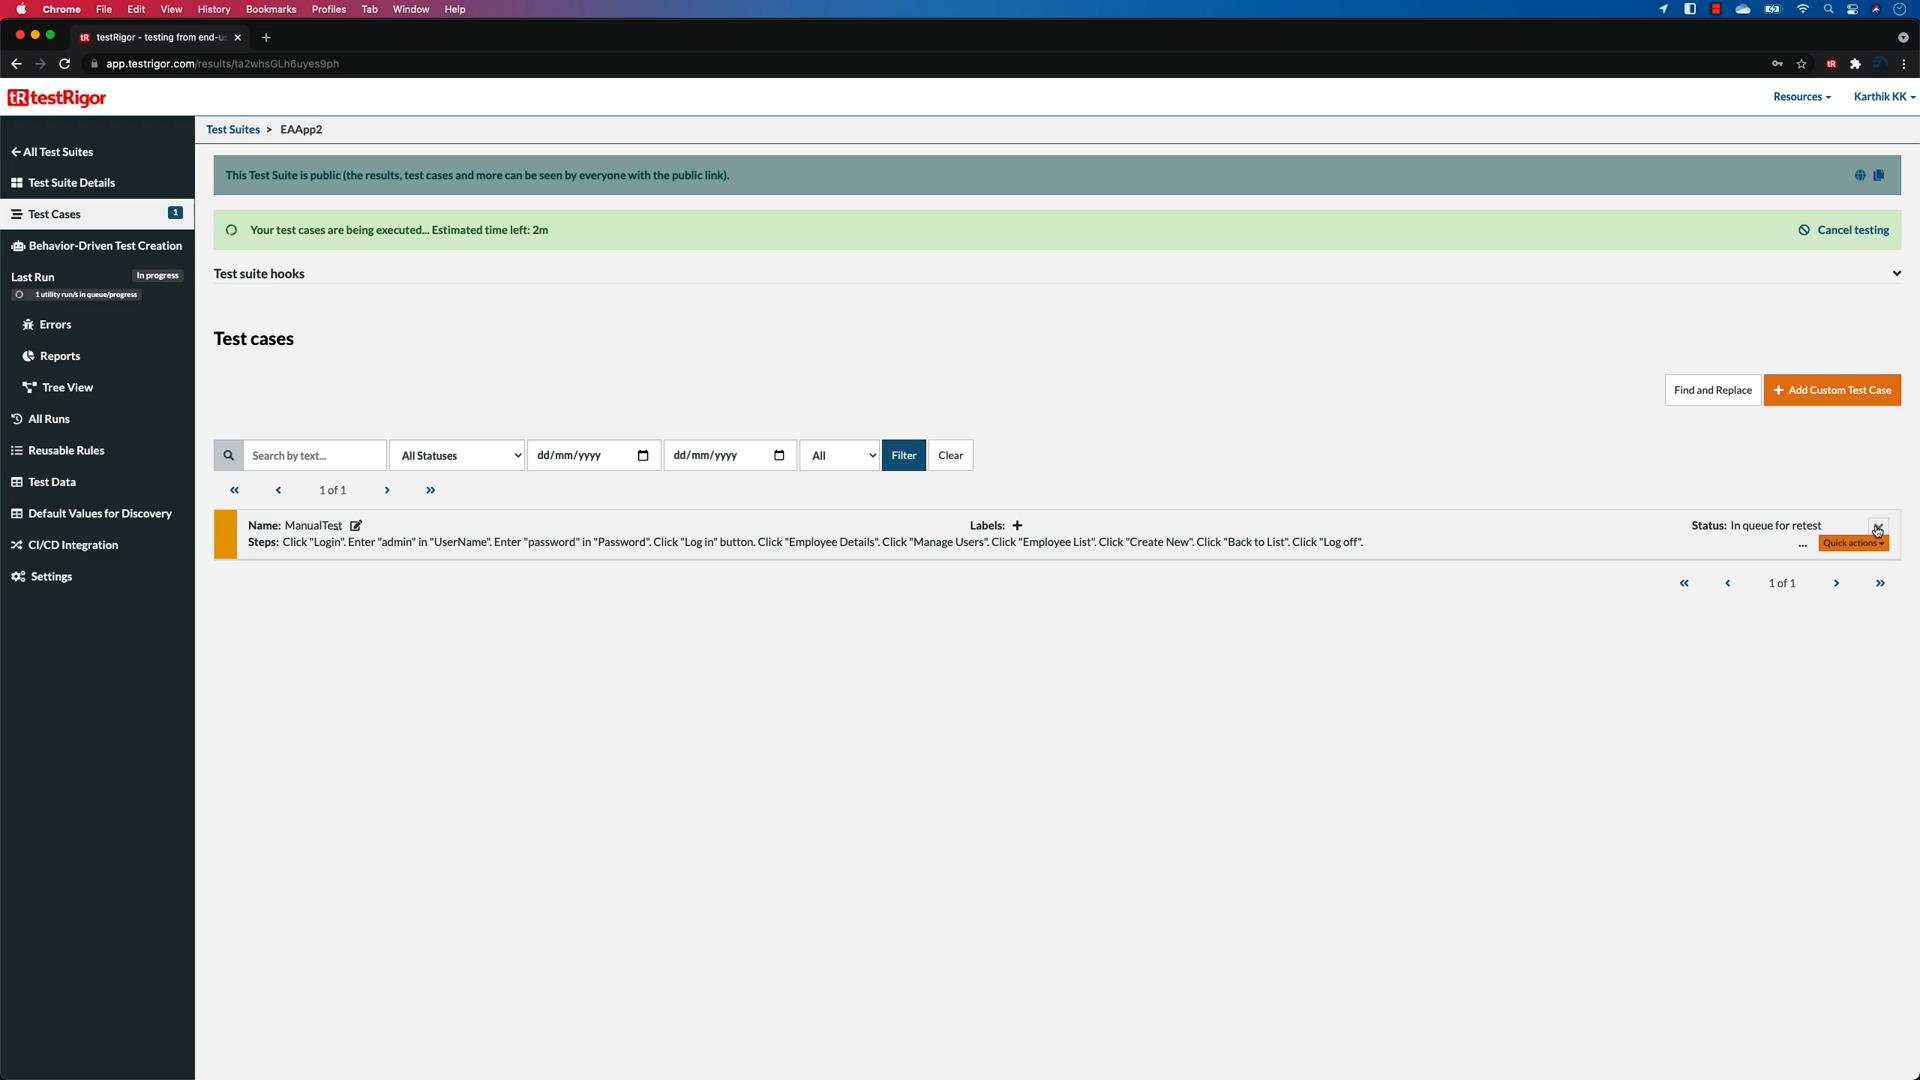 Chrome File Edit View History Bookmarks Profiles Tab Window Help
testRigor - testing from end-us
app.testrigor.com/results/ta2whsGLh6uyes9ph
tR
tR testRigor
Resources
Karthik KK
Test Suites > EAApp2
All Test Suites
Test Suite Details
Test Cases 1
Behavior-Driven Test Creation
Last Run In progress
1 utility run/s in queue/progress
Errors
Reports
Tree View
All Runs
Reusable Rules
Test Data
Default Values for Discovery
CI/CD Integration
Settings
This Test Suite is public (the results, test cases and more can be seen by everyone with the public link).
Your test cases are being executed... Estimated time left: 2m
Cancel testing
Test suite hooks
Test cases
Find and Replace
+ Add Custom Test Case
Search by text... All Statuses dd/mm/yyyy dd/mm/yyyy All Filter Clear
« ‹ 1 of 1 › »
Name: ManualTest Labels: + Status: In queue for retest
Steps: Click "Login". Enter "admin" in "UserName". Enter "password" in "Password". Click "Log in" button. Click "Employee Details". Click "Manage Users". Click "Employee List". Click "Create New". Click "Back to List". Click "Log off".
... Quick actions
« ‹ 1 of 1 › »